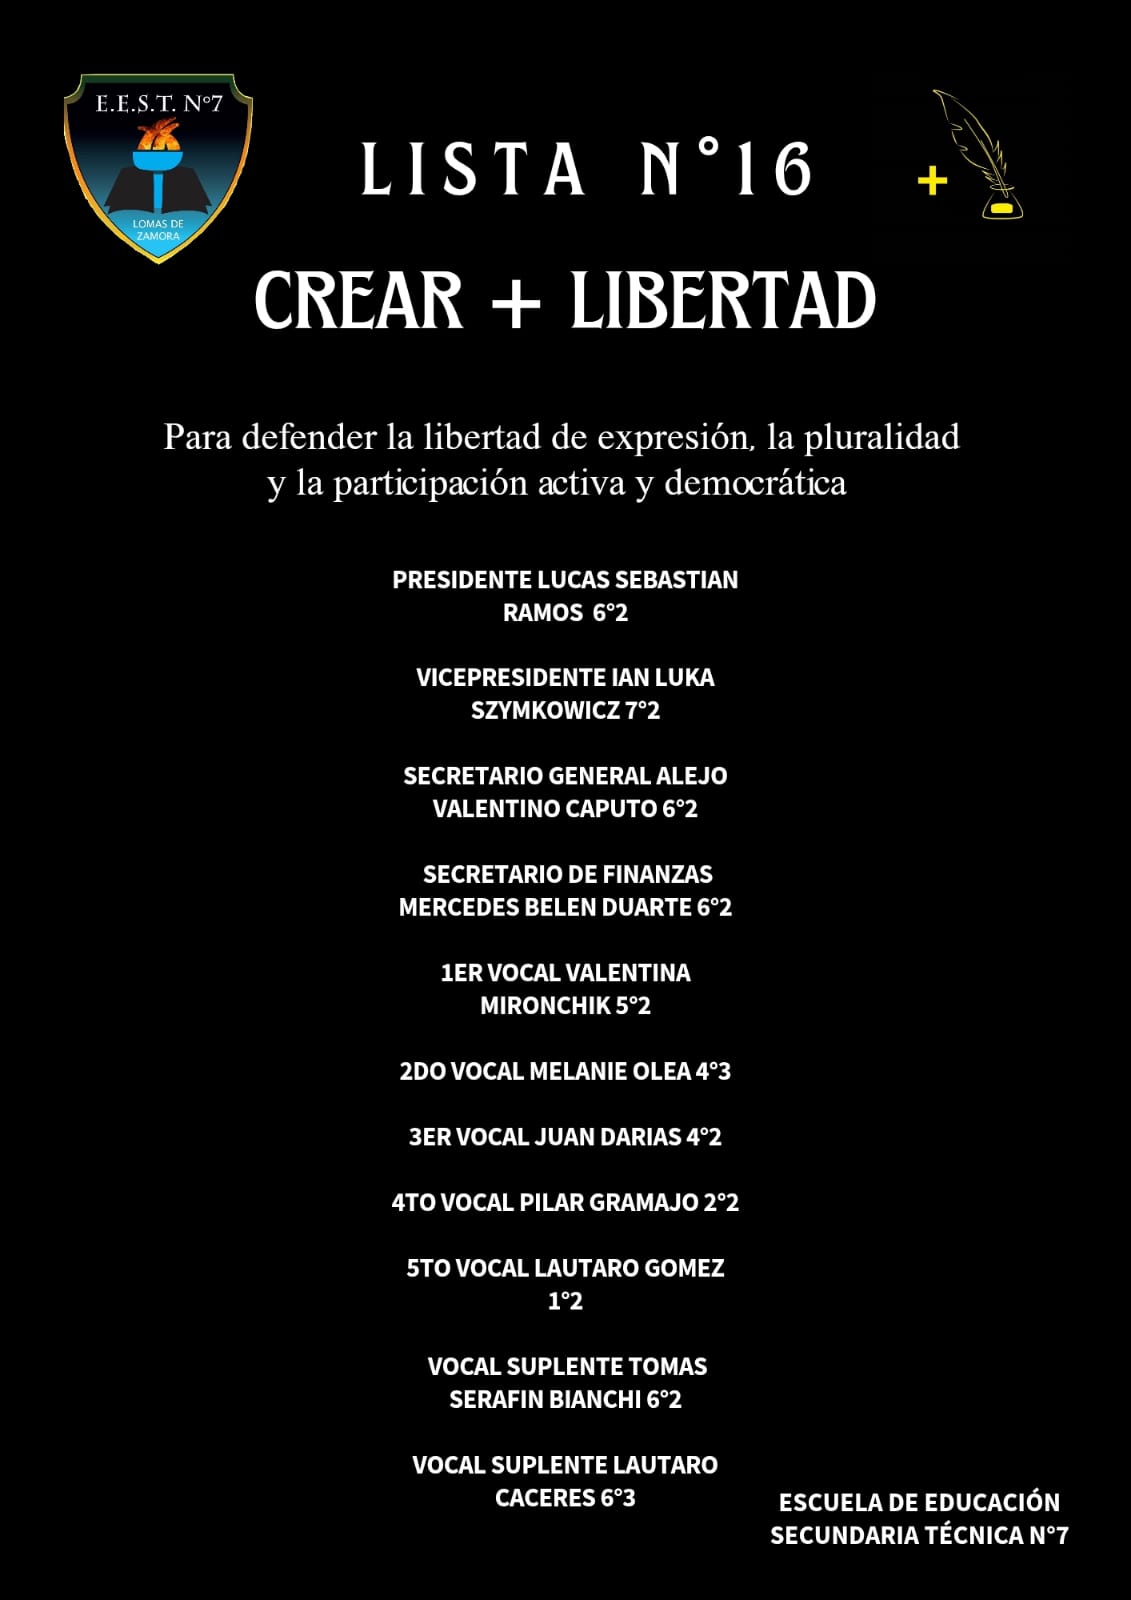 E.E.S.T. N°7
LOMAS DE
ZAMORA
LISTA N°16
+
CREAR + LIBERTAD
Para defender la libertad de expresión, la pluralidad
y la participación activa y democrática
PRESIDENTE LUCAS SEBASTIAN
RAMOS 6°2
VICEPRESIDENTE IAN LUKA
SZYMKOWICZ 7°2
SECRETARIO GENERAL ALEJO
VALENTINO CAPUTO 6°2
SECRETARIO DE FINANZAS
MERCEDES BELEN DUARTE 6°2
1ER VOCAL VALENTINA
MIRONCHIK 5°2
2DO VOCAL MELANIE OLEA 4°3
3ER VOCAL JUAN DARIAS 4°2
4TO VOCAL PILAR GRAMAJO 2°2
5TO VOCAL LAUTARO GOMEZ
1°2
VOCAL SUPLENTE TOMAS
SERAFIN BIANCHI 6°2
VOCAL SUPLENTE LAUTARO
CACERES 6°3
ESCUELA DE EDUCACIÓN
SECUNDARIA TÉCNICA N°7